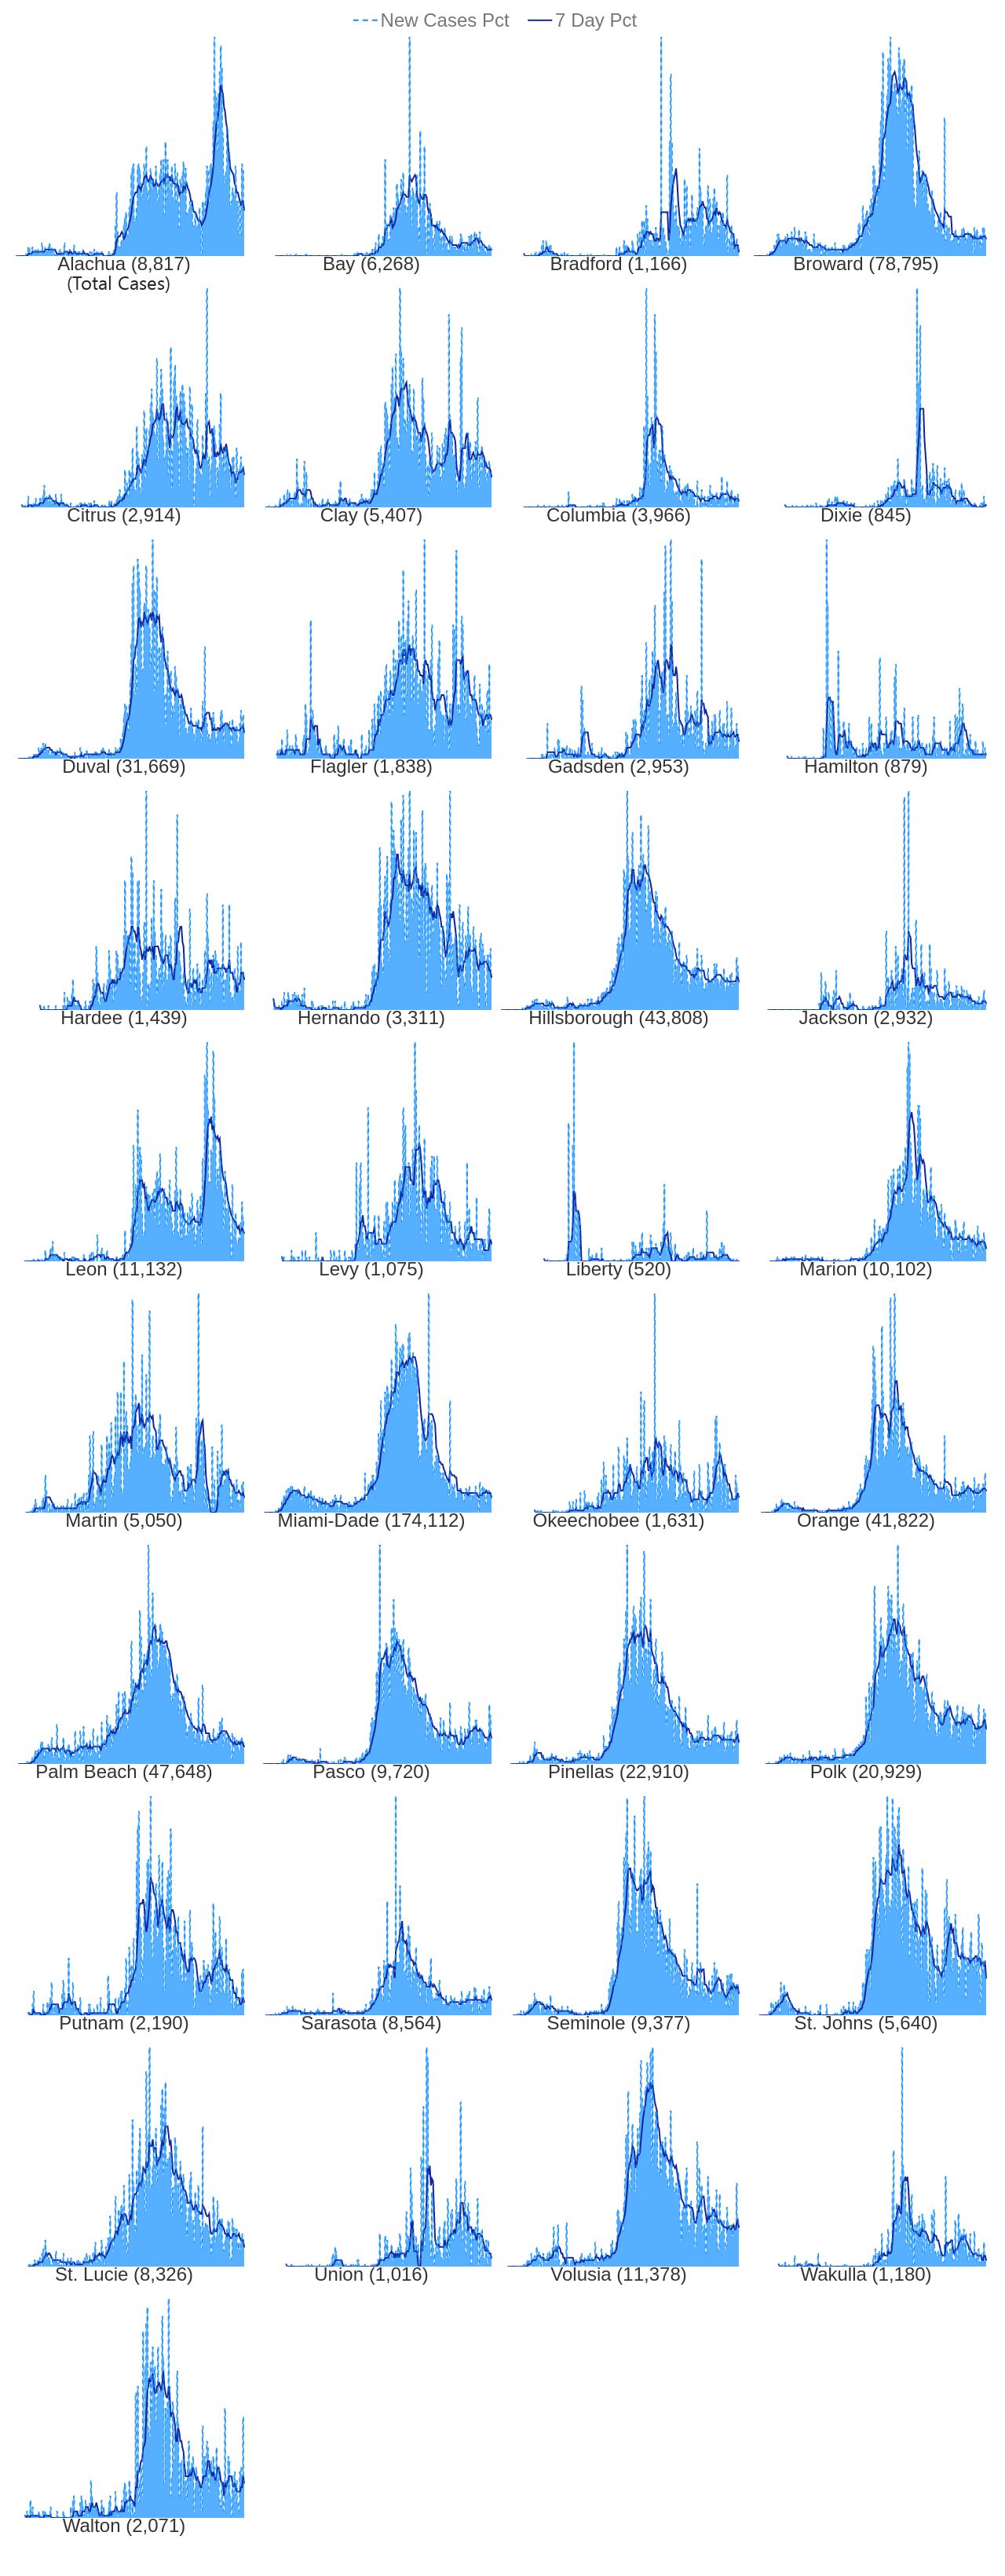 New Cases Pct 7 Day Pct
Alachua (8,817) Bay (6,268) Bradford (1,166) Broward (78,795)
(Total Cases)
Citrus (2,914) Clay (5,407) Columbia (3,966) Dixie (845)
Duval (31,669) Flagler (1,838) Gadsden (2,953) Hamilton (879)
Hardee (1,439) Hernando (3,311) Hillsborough (43,808) Jackson (2,932)
Leon (11,132) Levy (1,075) Liberty (520) Marion (10,102)
Martin (5,050) Miami-Dade (174,112) Okeechobee (1,631) Orange (41,822)
Palm Beach (47,648) Pasco (9,720) Pinellas (22,910) Polk (20,929)
Putnam (2,190) Sarasota (8,564) Seminole (9,377) St. Johns (5,640)
St. Lucie (8,326) Union (1,016) Volusia (11,378) Wakulla (1,180)
Walton (2,071)